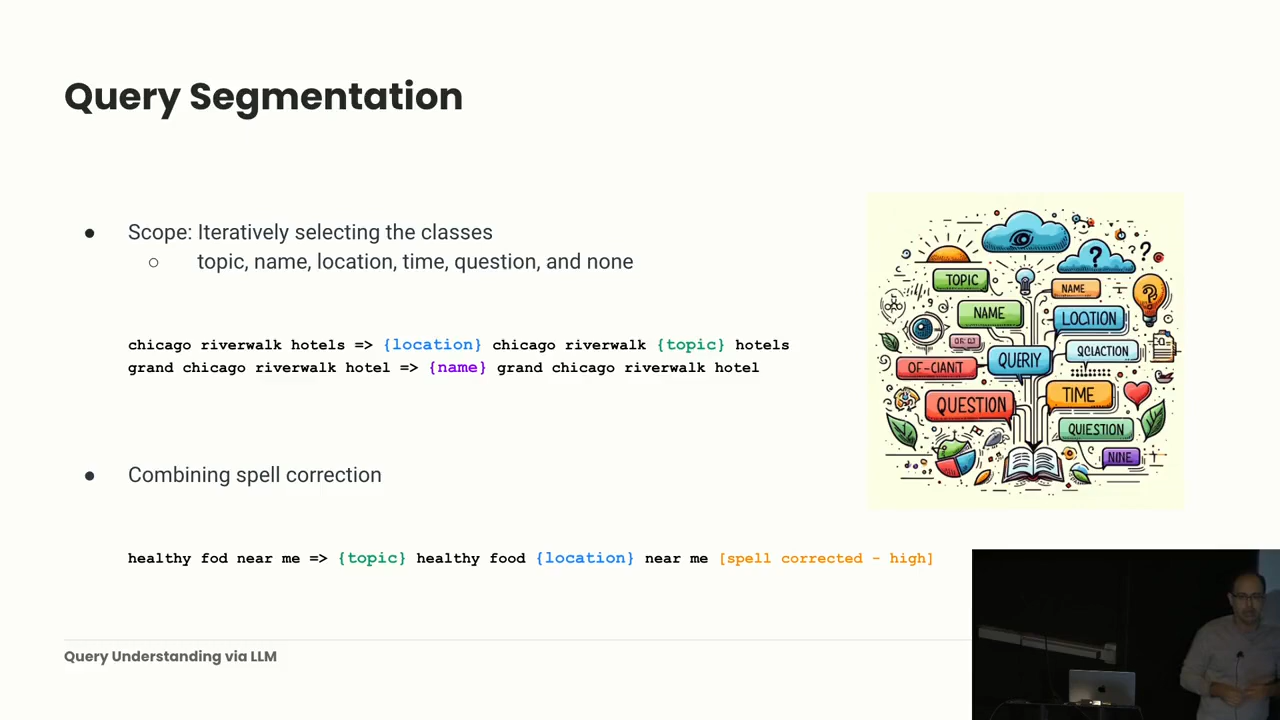 Query Segmentation
● Scope: Iteratively selecting the classes
○ topic, name, location, time, question, and none
chicago riverwalk hotels => {location} chicago riverwalk {topic} hotels
grand chicago riverwalk hotel => {name} grand chicago riverwalk hotel
● Combining spell correction
healthy fod near me => {topic} healthy food {location} near me [spell corrected - high]
TOPIC
NAME
NAME
LOCATION
QUERIY
QCLACTION
OF-CIANT
QUESTION
TIME
QUIESTION
NINE
Query Understanding via LLM